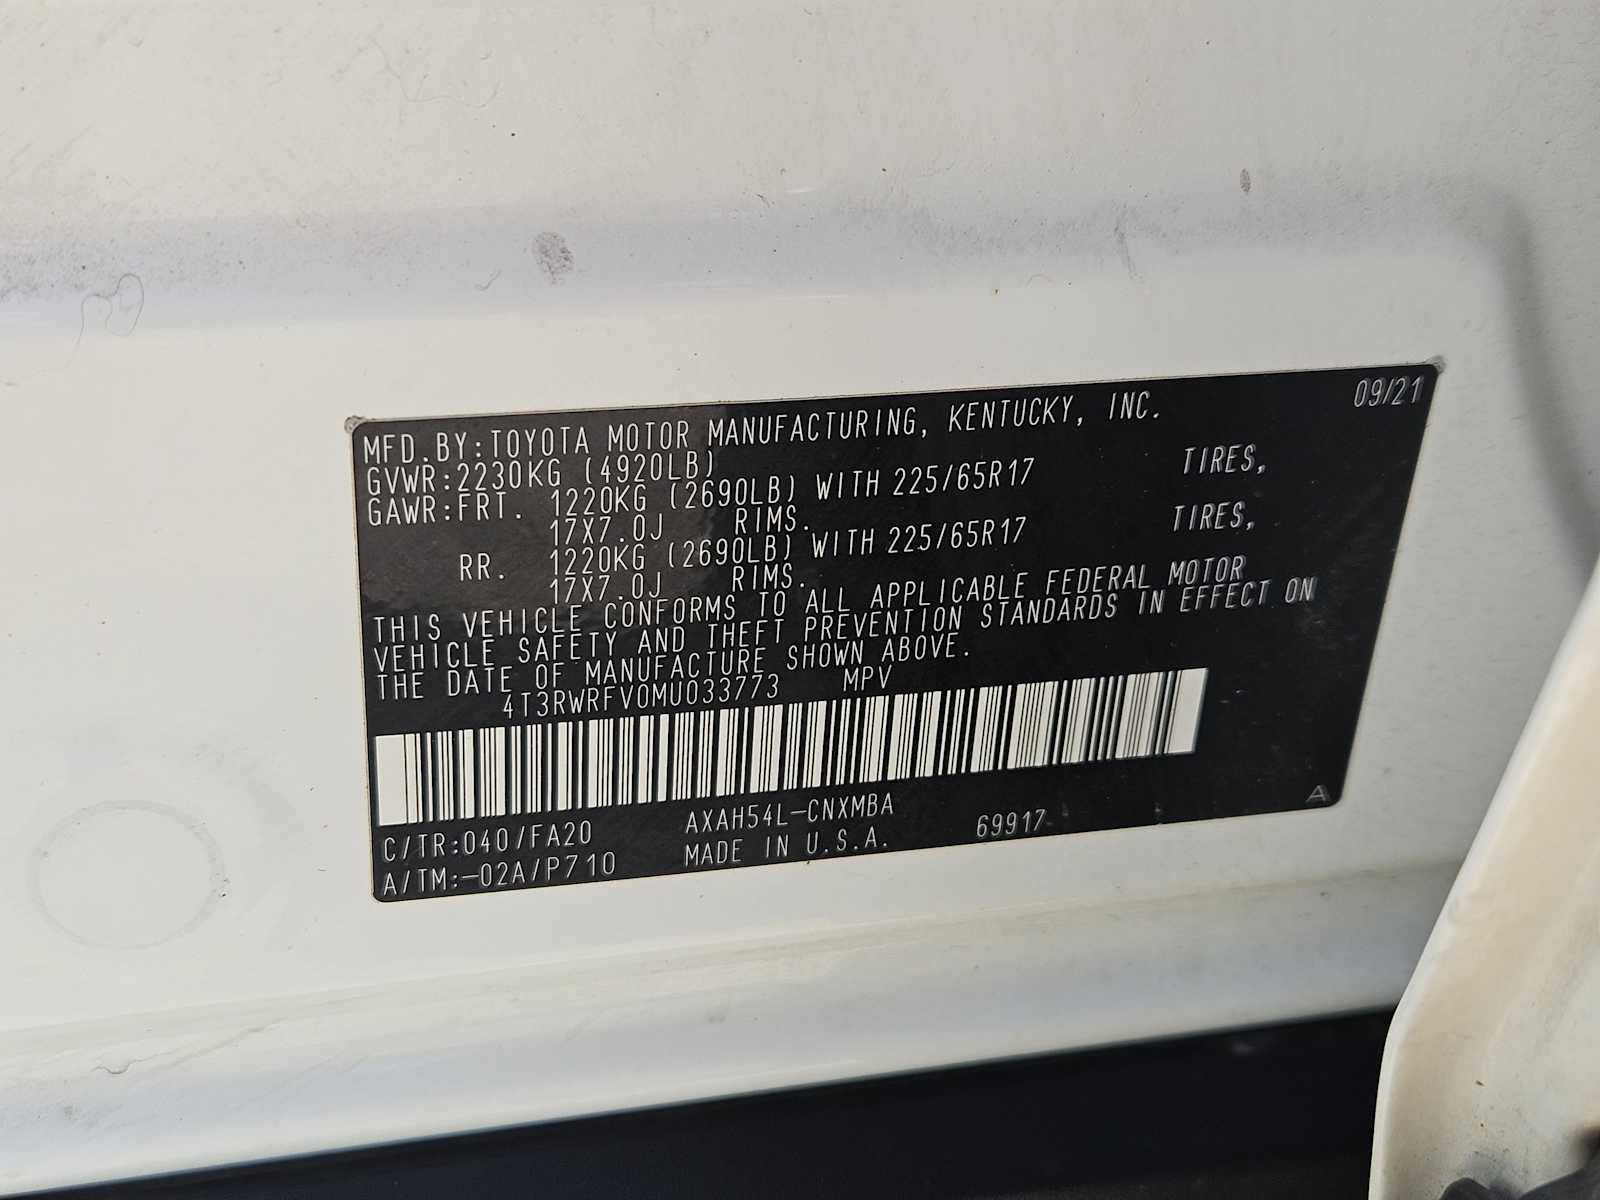 09/21
MFD.BY:TOYOTA MOTOR MANUFACTURING, KENTUCKY, INC.
GVWR:2230KG (4920LB)
GAWR:FRT. 1220KG (2690LB) WITH 225/65R17 TIRES,
17X7.0J RIMS.
RR. 1220KG (2690LB) WITH 225/65R17 TIRES,
17X7.0J RIMS.
THIS VEHICLE CONFORMS TO ALL APPLICABLE FEDERAL MOTOR
VEHICLE SAFETY AND THEFT PREVENTION STANDARDS IN EFFECT ON
THE DATE OF MANUFACTURE SHOWN ABOVE.
4T3RWRFV0MU033773 MPV
C/TR:040/FA20 AXAH54L-CNXMBA 69917 A
A/TM:-02A/P710 MADE IN U.S.A.